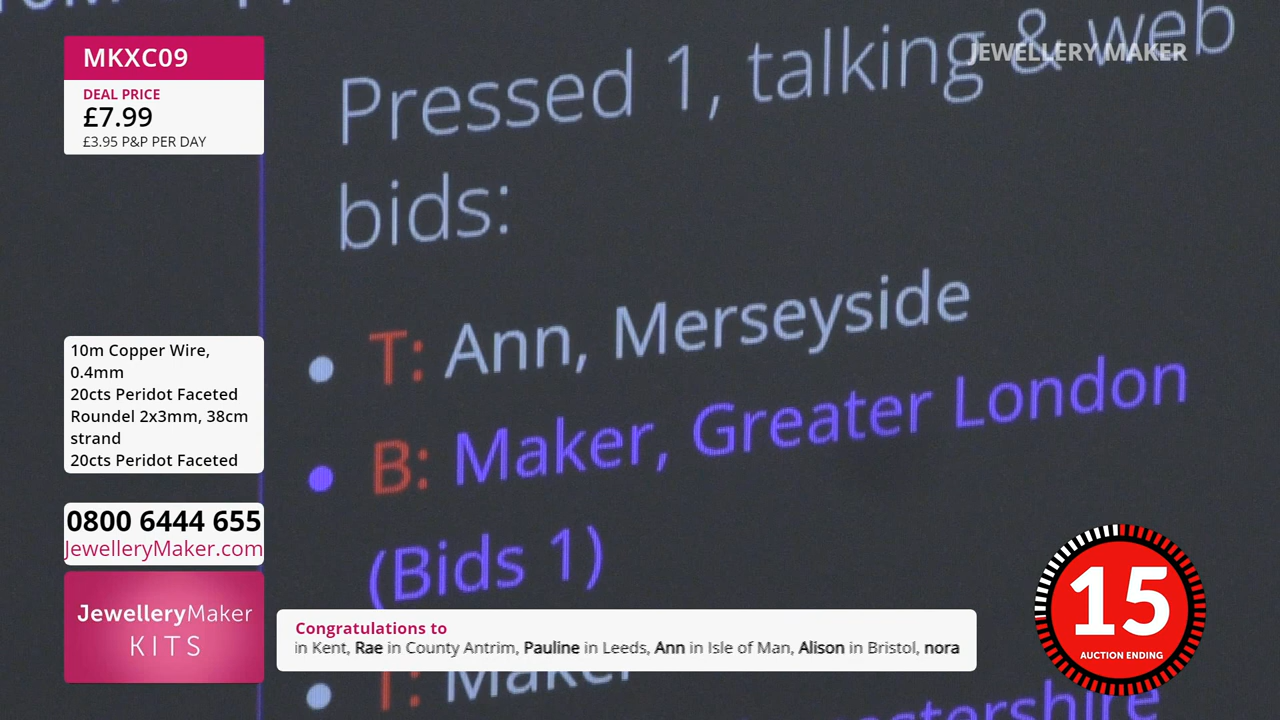 MKXC09
DEAL PRICE
£7.99
£3.95 P&P PER DAY
JEWELLERY MAKER
Pressed 1, talking & web
bids:
T: Ann, Merseyside
B: Maker, Greater London
(Bids 1)
10m Copper Wire,
0.4mm
20cts Peridot Faceted
Roundel 2x3mm, 38cm
strand
20cts Peridot Faceted
0800 6444 655
JewelleryMaker.com
JewelleryMaker
KITS
Congratulations to
in Kent, Rae in County Antrim, Pauline in Leeds, Ann in Isle of Man, Alison in Bristol, nora
15
AUCTION ENDING